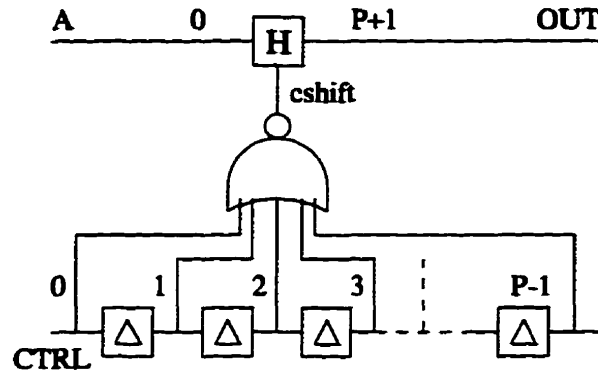 A 0 P+1 OUT
H
cshift
0 1 2 3 P-1
Δ Δ Δ Δ
CTRL